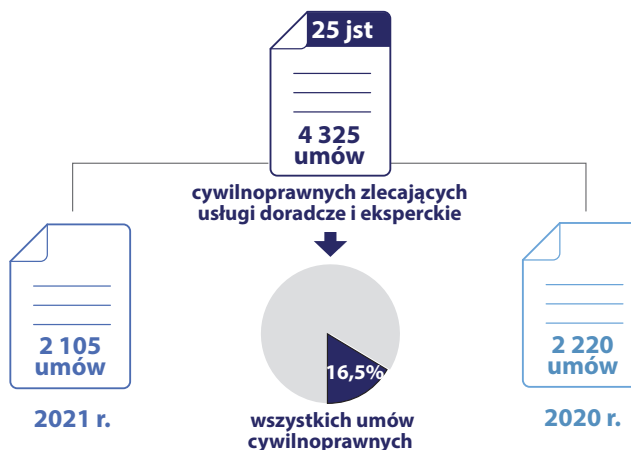 25 jst
4 325
umów
cywilnoprawnych zlecających
usługi doradcze i eksperckie
2 105
umów
2021 r.
16,5%
wszystkich umów
cywilnoprawnych
2 220
umów
2020 r.